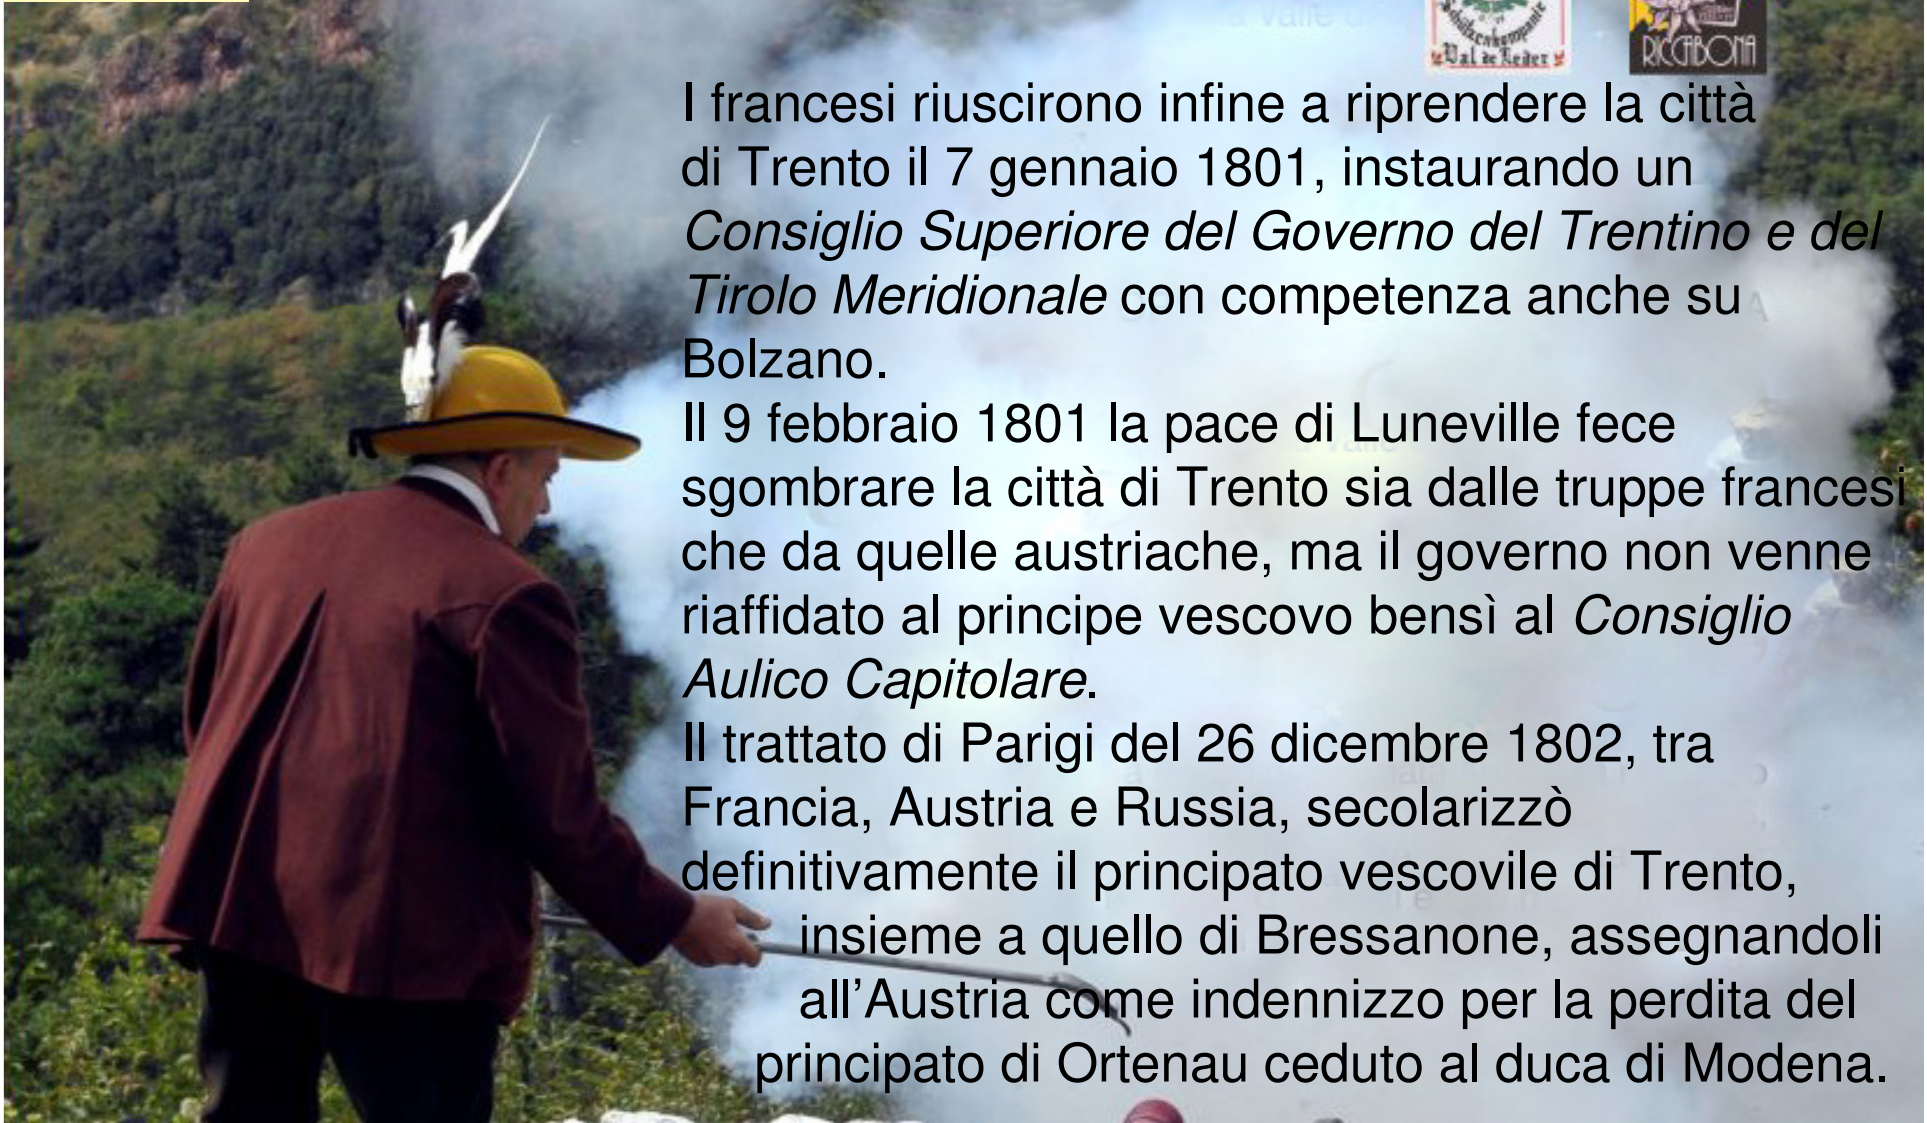 Val de Leder
RICCABONA
I francesi riuscirono infine a riprendere la città
di Trento il 7 gennaio 1801, instaurando un
Consiglio Superiore del Governo del Trentino e del
Tirolo Meridionale con competenza anche su
Bolzano.
Il 9 febbraio 1801 la pace di Luneville fece
sgombrare la città di Trento sia dalle truppe francesi
che da quelle austriache, ma il governo non venne
riaffidato al principe vescovo bensì al Consiglio
Aulico Capitolare.
Il trattato di Parigi del 26 dicembre 1802, tra
Francia, Austria e Russia, secolarizzò
definitivamente il principato vescovile di Trento,
insieme a quello di Bressanone, assegnandoli
all’Austria come indennizzo per la perdita del
principato di Ortenau ceduto al duca di Modena.